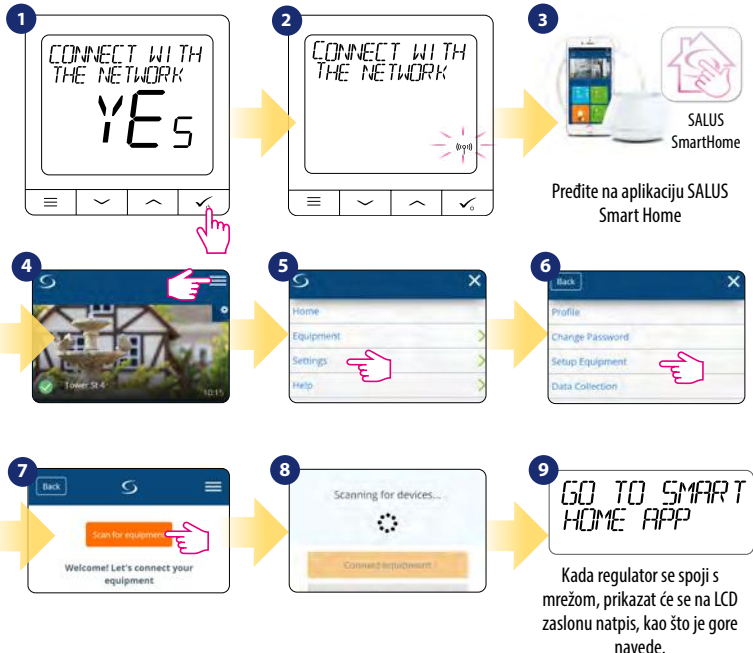 1
CONNECT WITH
THE NETWORK
YES
2
CONNECT WITH
THE NETWORK
3
SALUS
SmartHome
Pređite na aplikaciju SALUS
Smart Home
4
Tower St 4
10:15
5
Home
Equipment
Settings
Help
6
Back
Profile
Change Password
Setup Equipment
Data Collection
7
Back
Scan for equipment
Welcome! Let's connect your
equipment
8
Scanning for devices...
Connect equipment
9
GO TO SMART
HOME APP
Kada regulator se spoji s
mrežom, prikazat će se na LCD
zaslonu natpis, kao što je gore
navede.